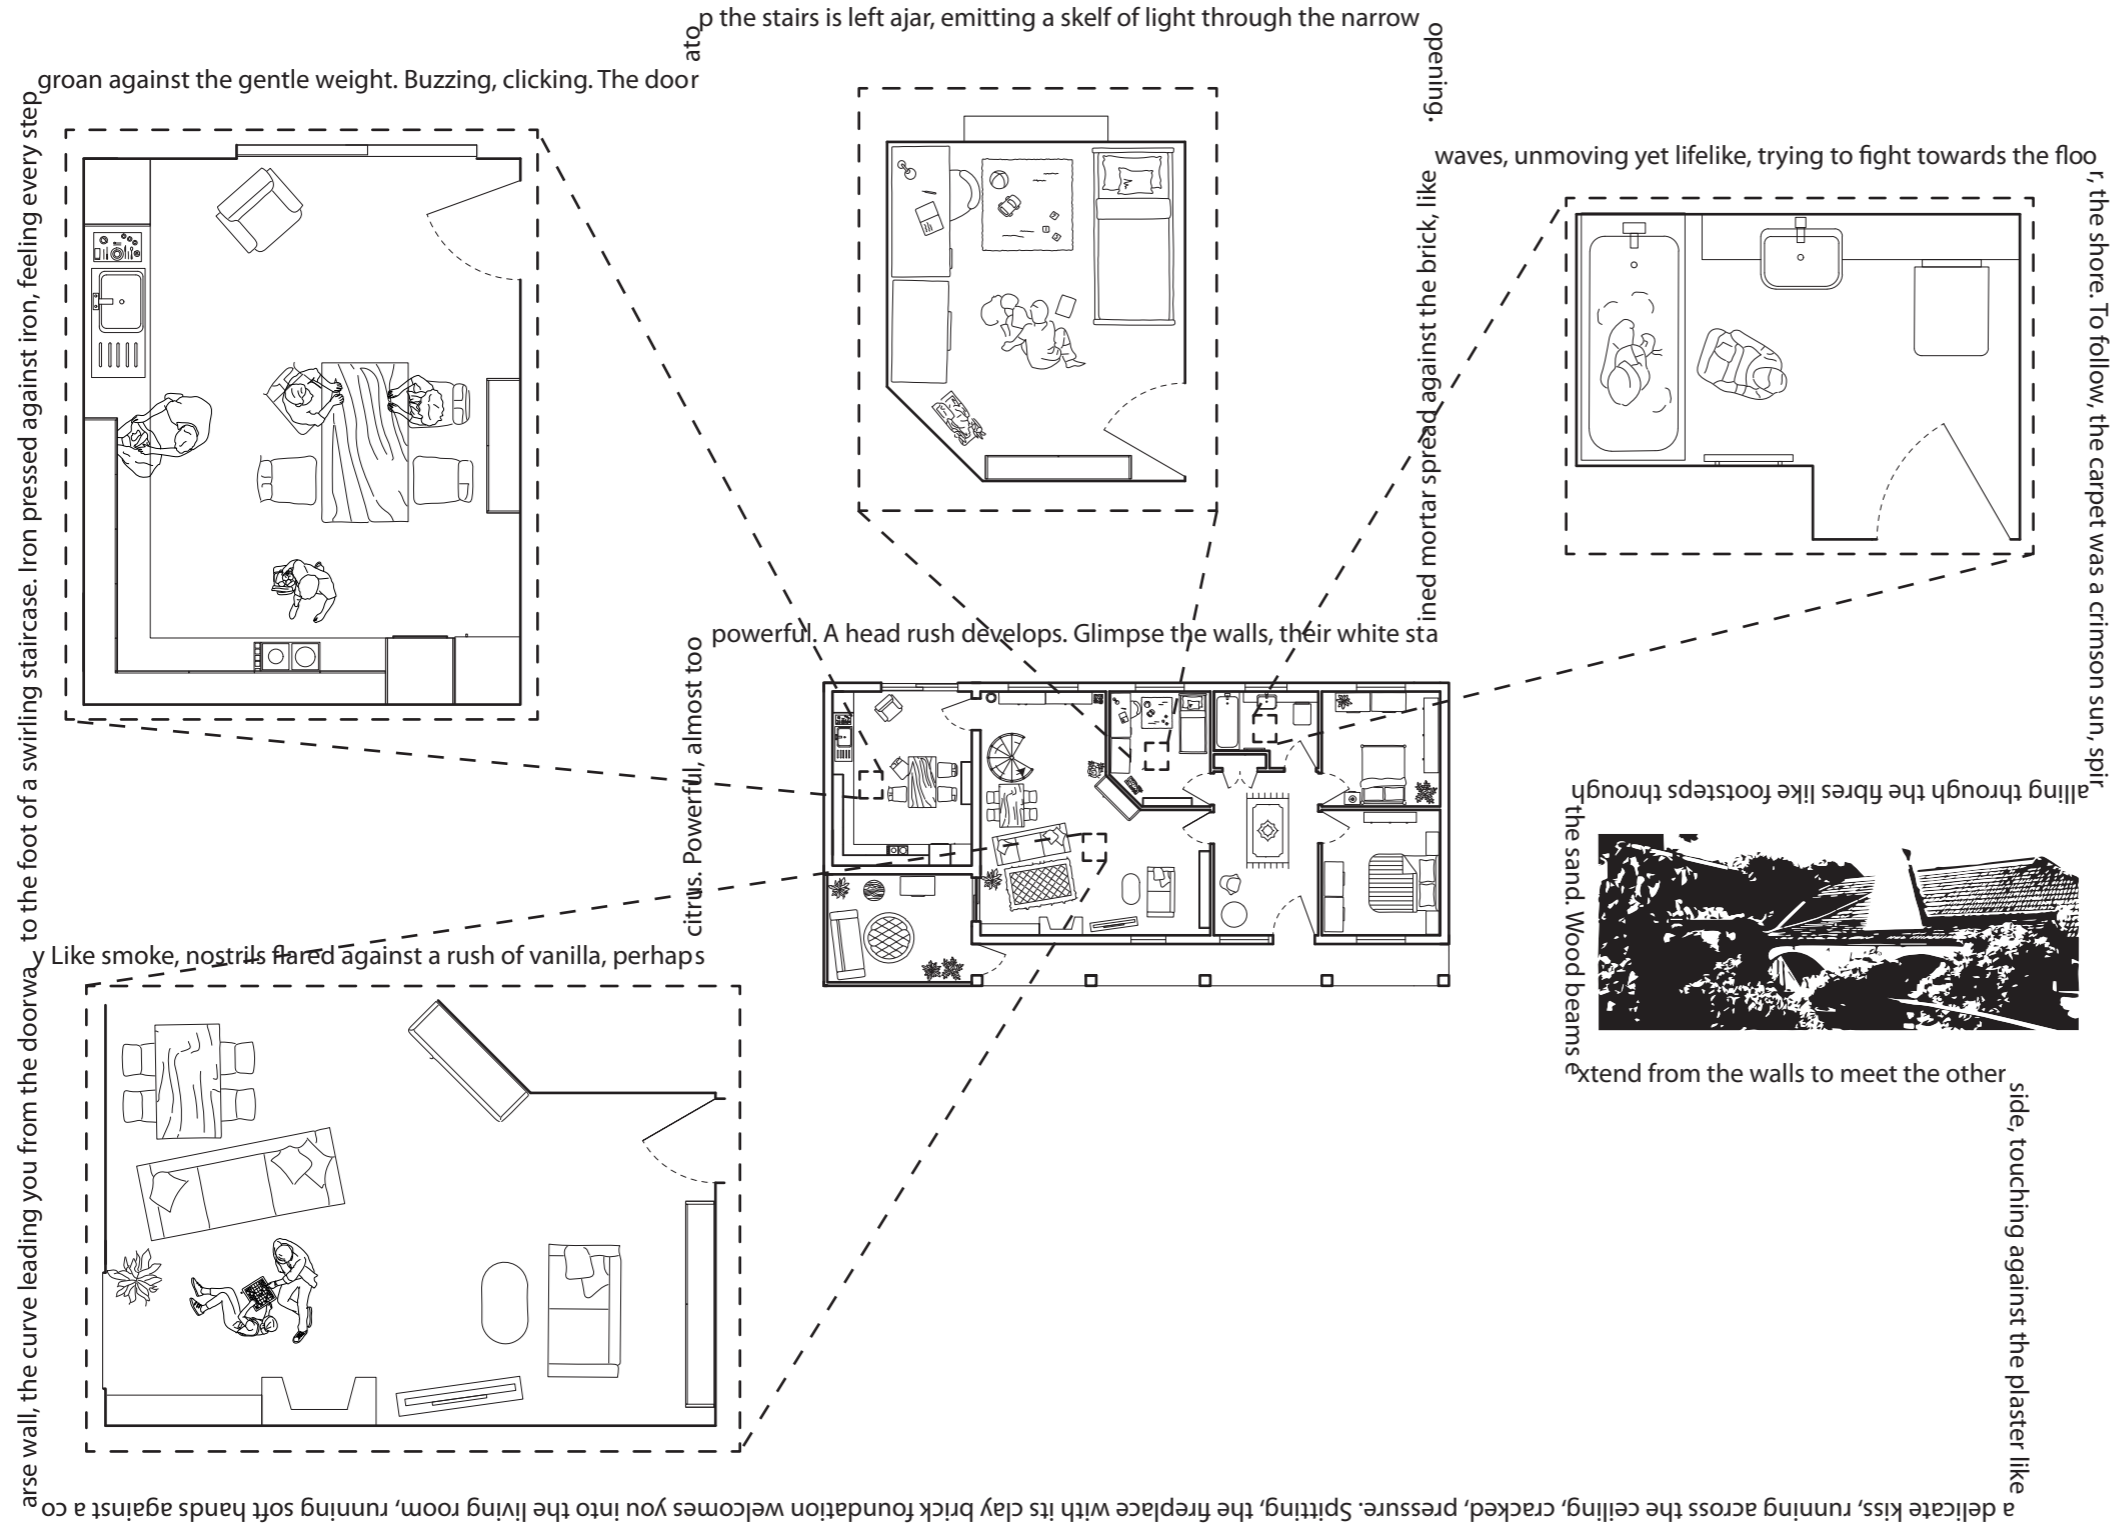 Like smoke, nostrils flared against a rush of vanilla, perhaps
citrus. Powerful, almost too
powerful. A head rush develops. Glimpse the walls, their white sta
ined mortar spread against the brick, like
waves, unmoving yet lifelike, trying to fight towards the floo
r, the shore. To follow, the carpet was a crimson sun, spir
alling through the fibres like footsteps through
the sand. Wood beams e
xtend from the walls to meet the other
side, touching against the plaster like
a delicate kiss, running across the ceiling, cracked, pressure. Spitting, the fireplace with its clay brick foundation welcomes you into the living room, running soft hands against a co
arse wall, the curve leading you from the doorwa
y
to the foot of a swirling staircase. Iron pressed against iron, feeling every step
groan against the gentle weight. Buzzing, clicking. The door
ato
p the stairs is left ajar, emitting a skelf of light through the narrow
opening.